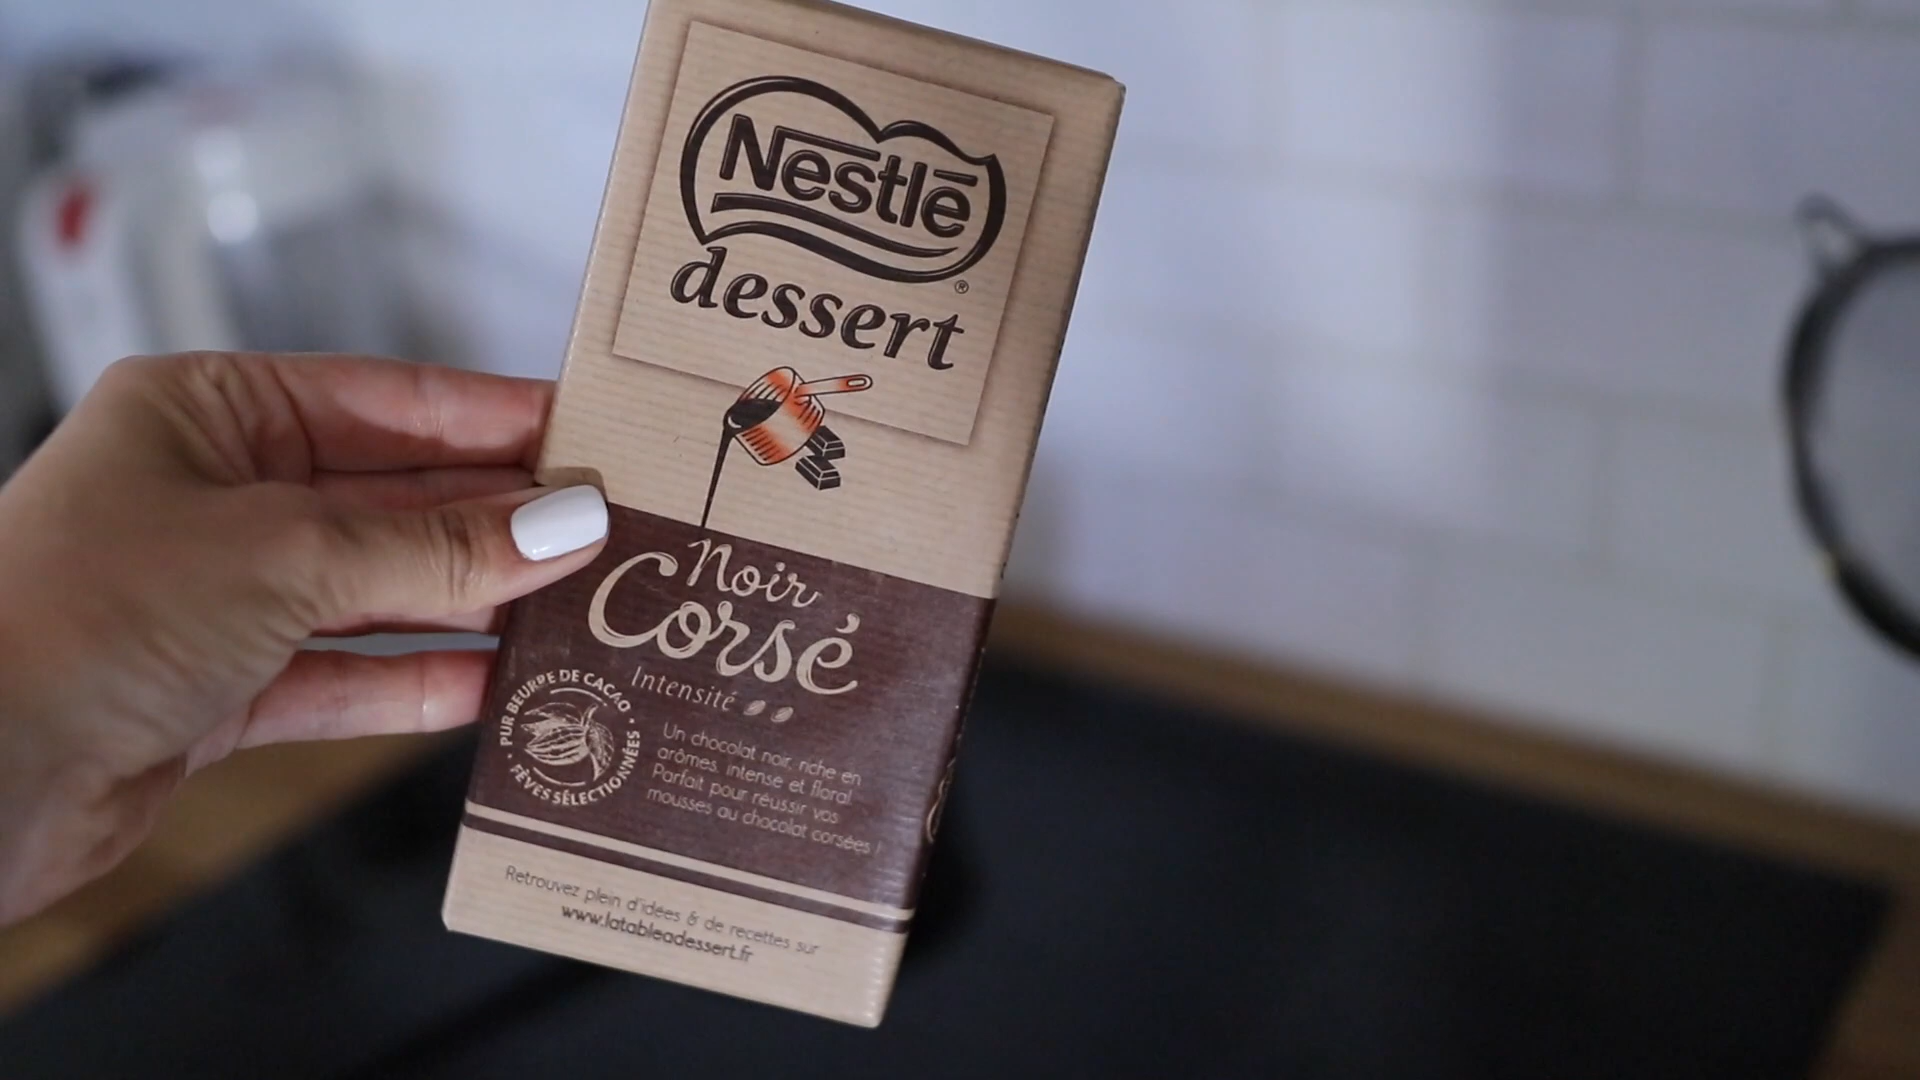 Nestlé
dessert
®
Noir
Corsé
Intensité
PUR BEURRE DE CACAO
• FÈVES SÉLECTIONNÉES •
Un chocolat noir, riche en
arômes, intense et floral.
Parfait pour réussir vos
mousses au chocolat corsées !
Retrouvez plein d'idées & de recettes sur
www.latableadessert.fr